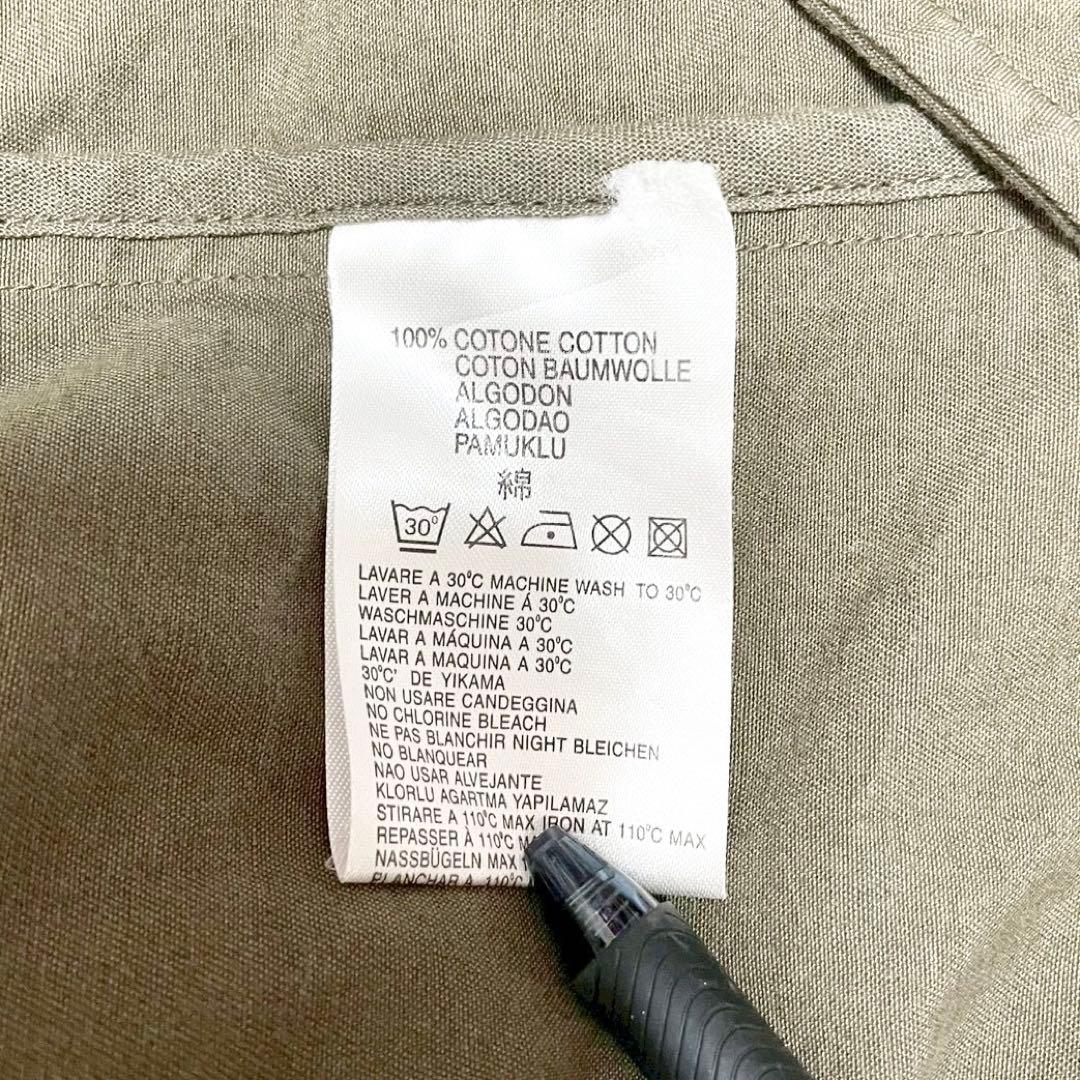 100% COTONE COTTON
COTON BAUMWOLLE
ALGODON
ALGODAO
PAMUKLU
綿
30°
LAVARE A 30°C MACHINE WASH TO 30°C
LAVER A MACHINE Á 30°C
WASCHMASCHINE 30°C
LAVAR A MÁQUINA A 30°C
LAVAR A MAQUINA A 30°C
30°C' DE YIKAMA
NON USARE CANDEGGINA
NO CHLORINE BLEACH
NE PAS BLANCHIR NIGHT BLEICHEN
NO BLANQUEAR
NAO USAR ALVEJANTE
KLORLU AGARTMA YAPILAMAZ
STIRARE A 110°C MAX IRON AT 110°C MAX
REPASSER À 110°C
NASSBÜGELN MAX
PLANCHAR A 110°C